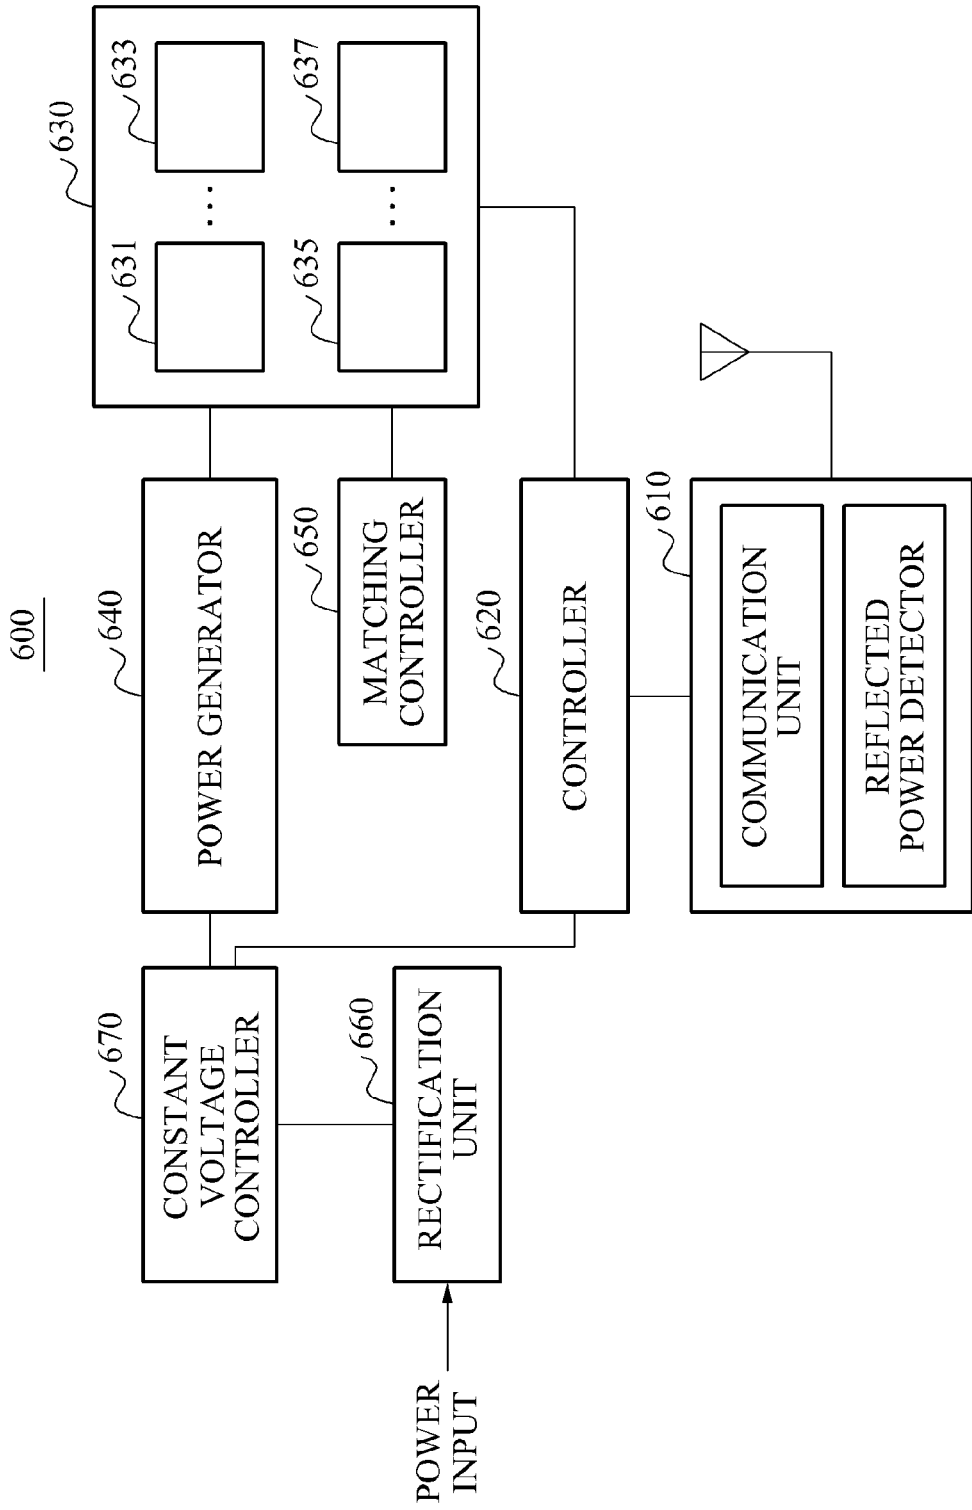 600
670
CONSTANT
VOLTAGE
CONTROLLER
640
POWER GENERATOR
630
631
...
633
635
...
637
650
MATCHING
CONTROLLER
660
RECTIFICATION
UNIT
POWER
INPUT
620
CONTROLLER
610
COMMUNICATION
UNIT
REFLECTED
POWER DETECTOR